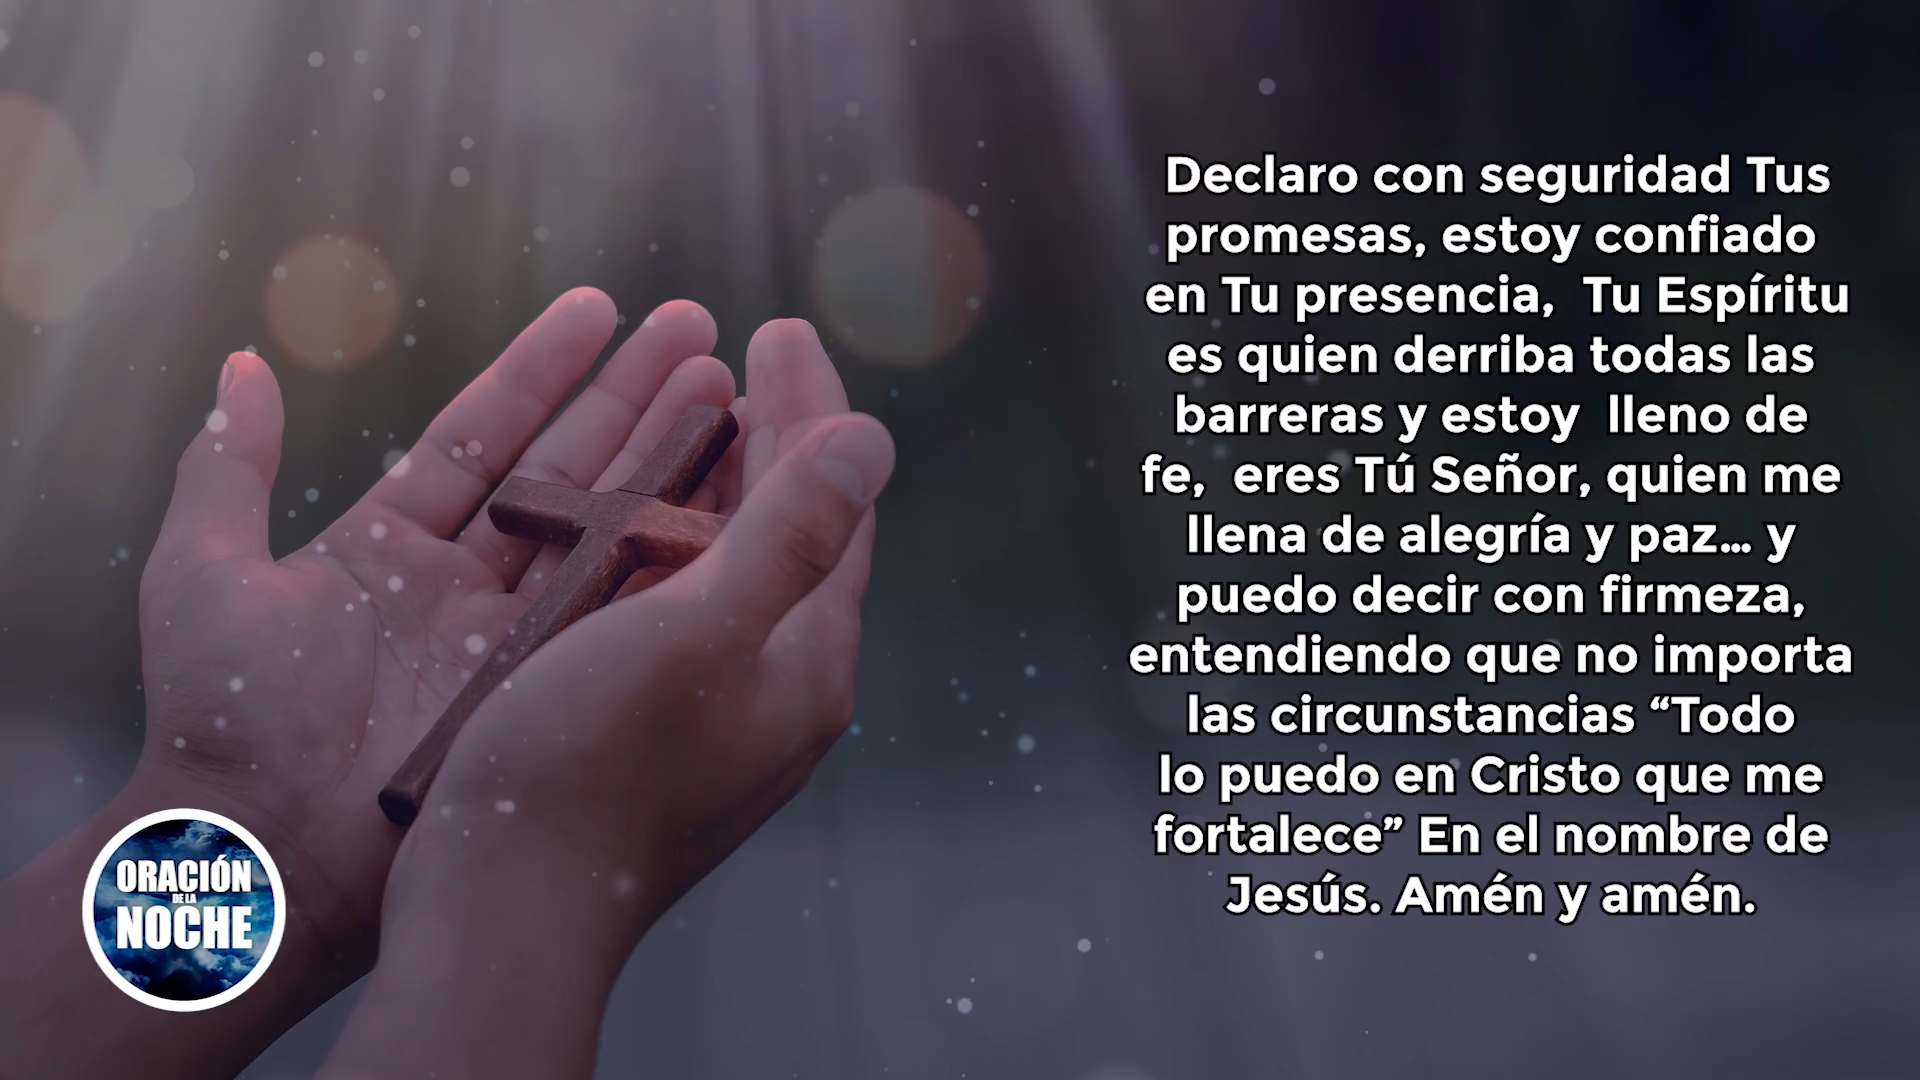 Declaro con seguridad Tus
promesas, estoy confiado
en Tu presencia,  Tu Espíritu
es quien derriba todas las
barreras y estoy  lleno de
fe,  eres Tú Señor, quien me
llena de alegría y paz... y
puedo decir con firmeza,
entendiendo que no importa
las circunstancias “Todo
lo puedo en Cristo que me
fortalece” En el nombre de
Jesús. Amén y amén.
ORACIÓN
DE LA
NOCHE